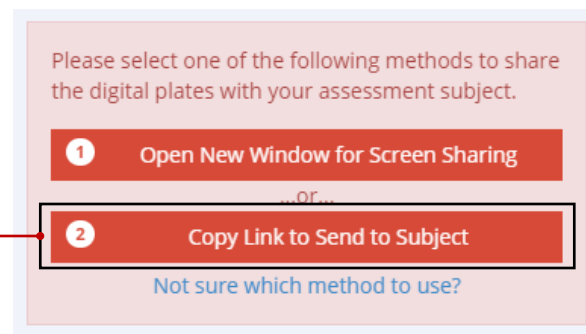 Please select one of the following methods to share
the digital plates with your assessment subject.
1 Open New Window for Screen Sharing
...or...
2 Copy Link to Send to Subject
Not sure which method to use?